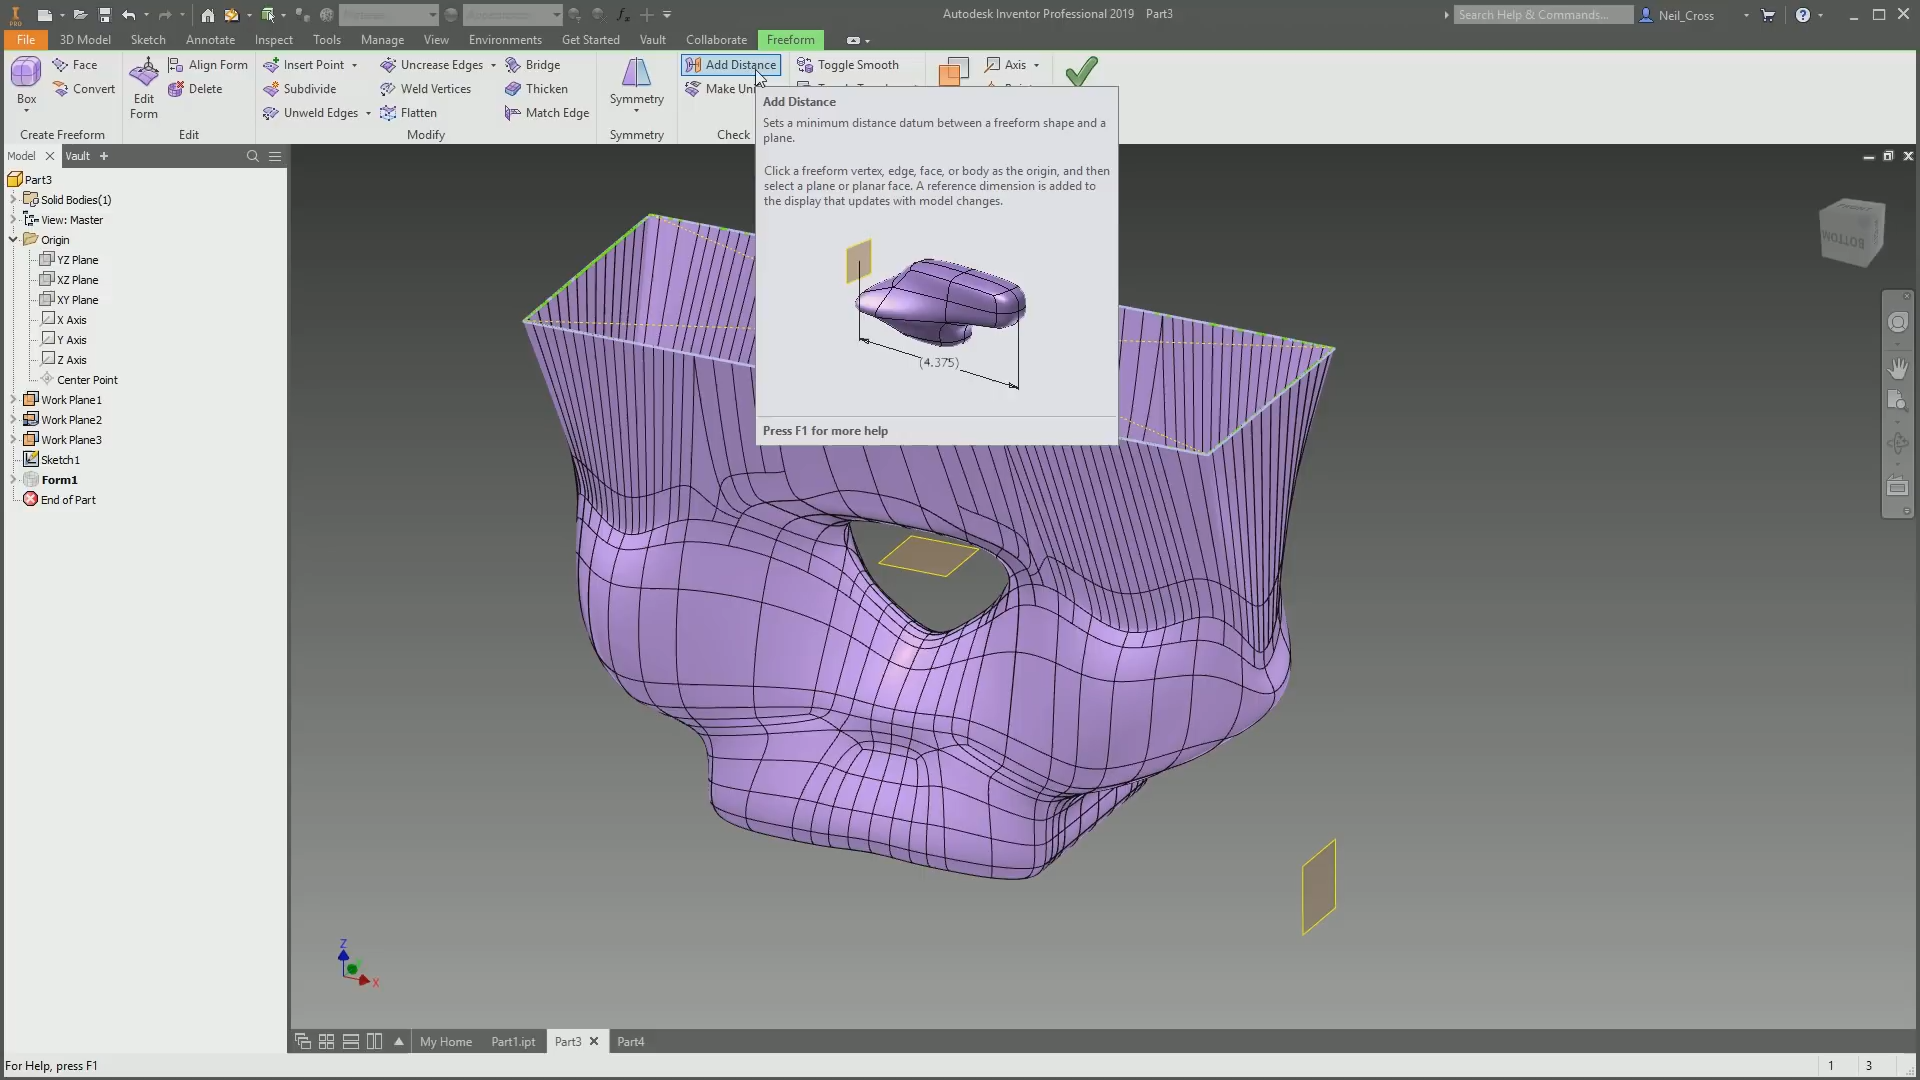 Autodesk Inventor Professional 2019 Part3
Search Help & Commands...
Neil_Cross
File 3D Model Sketch Annotate Inspect Tools Manage View Environments Get Started Vault Collaborate Freeform
Face
Convert
Box
Create Freeform
Edit Form
Align Form
Delete
Edit
Insert Point
Subdivide
Unweld Edges
Uncrease Edges
Weld Vertices
Flatten
Bridge
Thicken
Match Edge
Modify
Symmetry
Symmetry
Add Distance
Make Uni
Check
Toggle Smooth
Axis
Add Distance
Sets a minimum distance datum between a freeform shape and a
plane.
Click a freeform vertex, edge, face, or body as the origin, and then
select a plane or planar face. A reference dimension is added to
the display that updates with model changes.
(4.375)
Press F1 for more help
Model Vault +
Part3
Solid Bodies(1)
View: Master
Origin
YZ Plane
XZ Plane
XY Plane
X Axis
Y Axis
Z Axis
Center Point
Work Plane1
Work Plane2
Work Plane3
Sketch1
Form1
End of Part
BOTTOM
Z
X
My Home Part1.ipt Part3 Part4
For Help, press F1
1 3